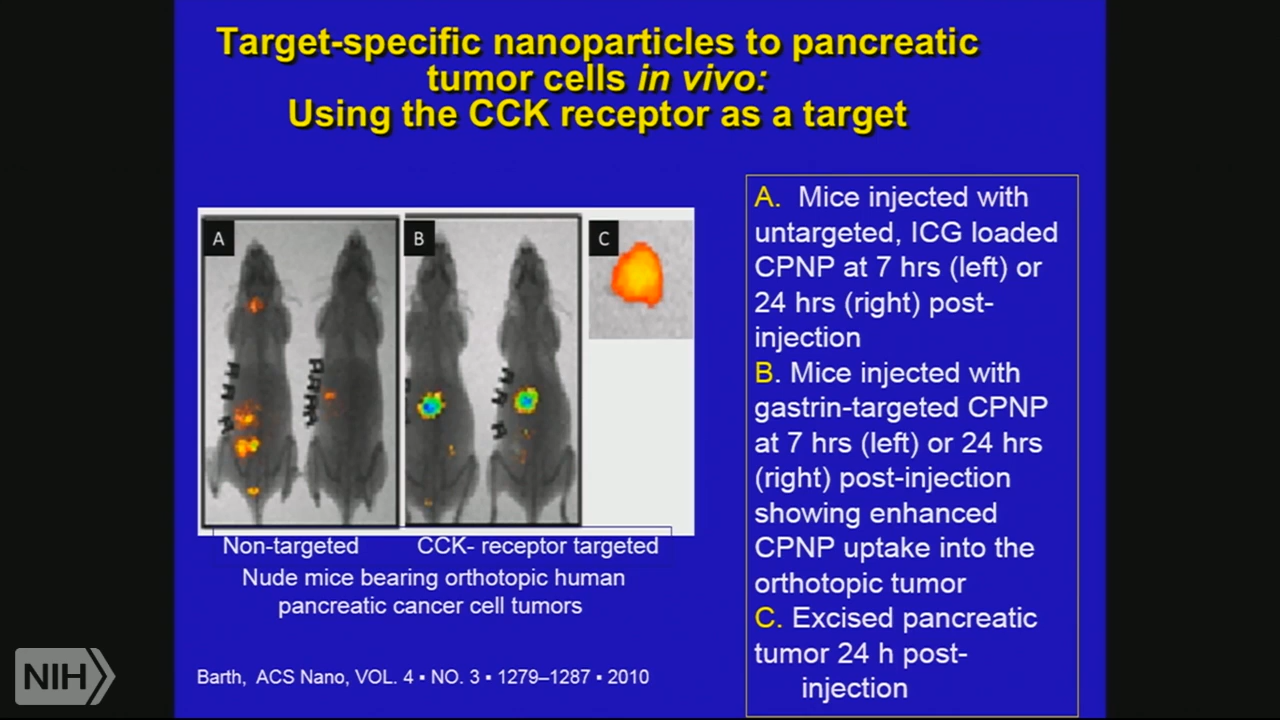 Target-specific nanoparticles to pancreatic
tumor cells in vivo:
Using the CCK receptor as a target
A
B
C
Non-targeted
CCK- receptor targeted
Nude mice bearing orthotopic human
pancreatic cancer cell tumors
Barth, ACS Nano, VOL. 4 ▪ NO. 3 ▪ 1279–1287 ▪ 2010
A. Mice injected with
untargeted, ICG loaded
CPNP at 7 hrs (left) or
24 hrs (right) post-
injection
B. Mice injected with
gastrin-targeted CPNP
at 7 hrs (left) or 24 hrs
(right) post-injection
showing enhanced
CPNP uptake into the
orthotopic tumor
C. Excised pancreatic
tumor 24 h post-
injection
NIH